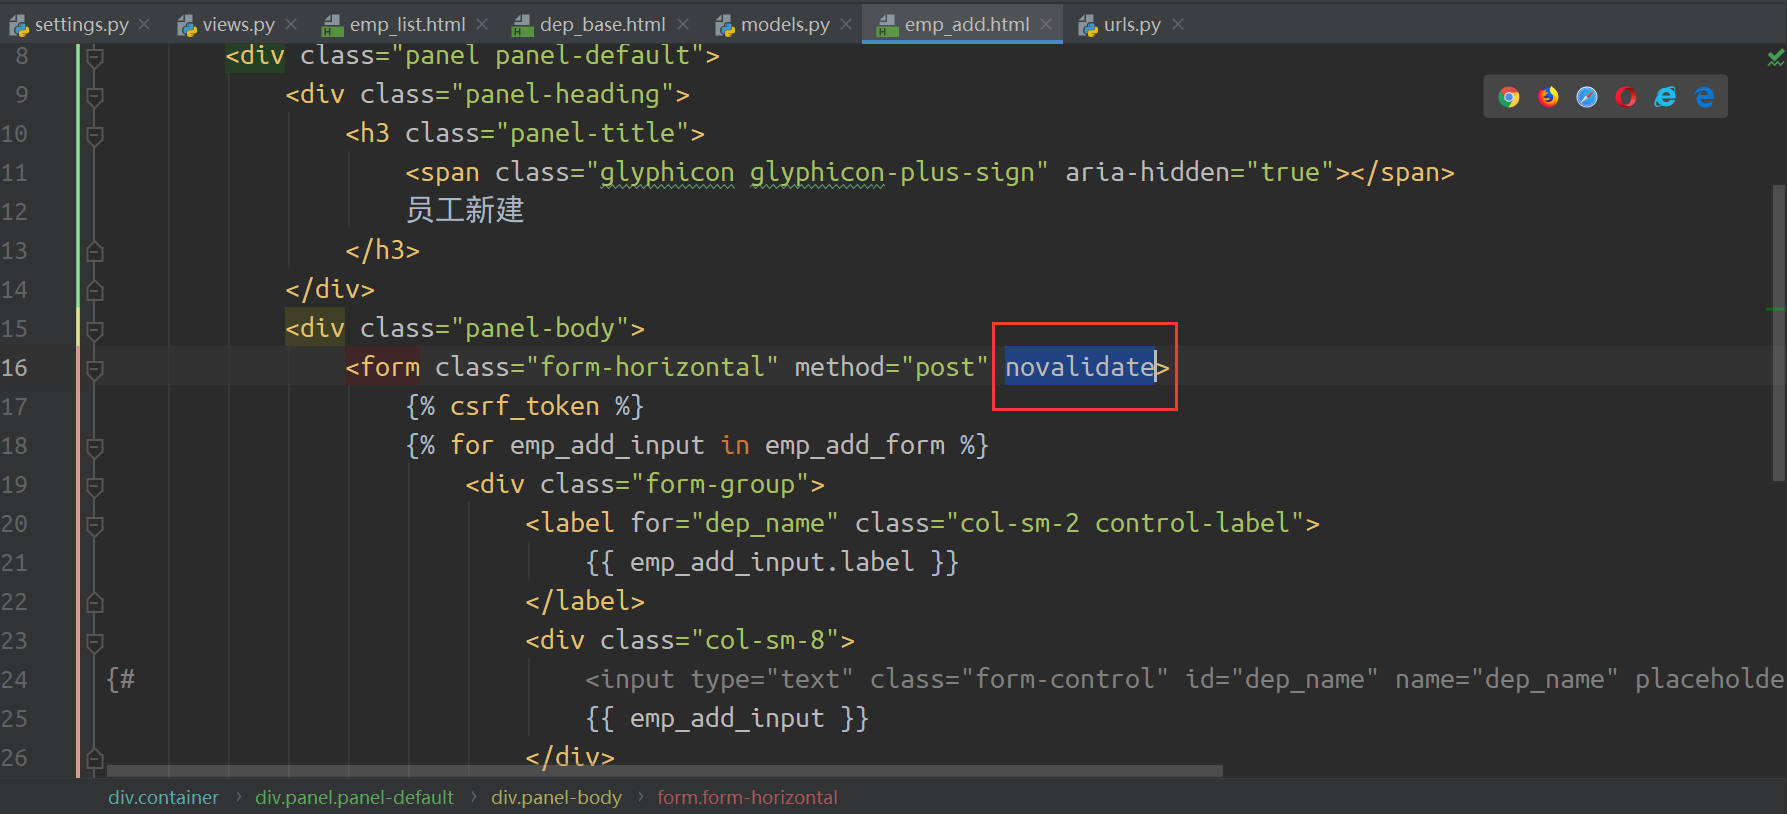 settings.py views.py emp_list.html dep_base.html models.py emp_add.html urls.py
8 <div class="panel panel-default">
9 <div class="panel-heading">
10 <h3 class="panel-title">
11 <span class="glyphicon glyphicon-plus-sign" aria-hidden="true"></span>
12 员工新建
13 </h3>
14 </div>
15 <div class="panel-body">
16 <form class="form-horizontal" method="post" novalidate>
17 {% csrf_token %}
18 {% for emp_add_input in emp_add_form %}
19 <div class="form-group">
20 <label for="dep_name" class="col-sm-2 control-label">
21 {{ emp_add_input.label }}
22 </label>
23 <div class="col-sm-8">
24 {# <input type="text" class="form-control" id="dep_name" name="dep_name" placeholde
25 {{ emp_add_input }}
26 </div>
div.container › div.panel.panel-default › div.panel-body › form.form-horizontal